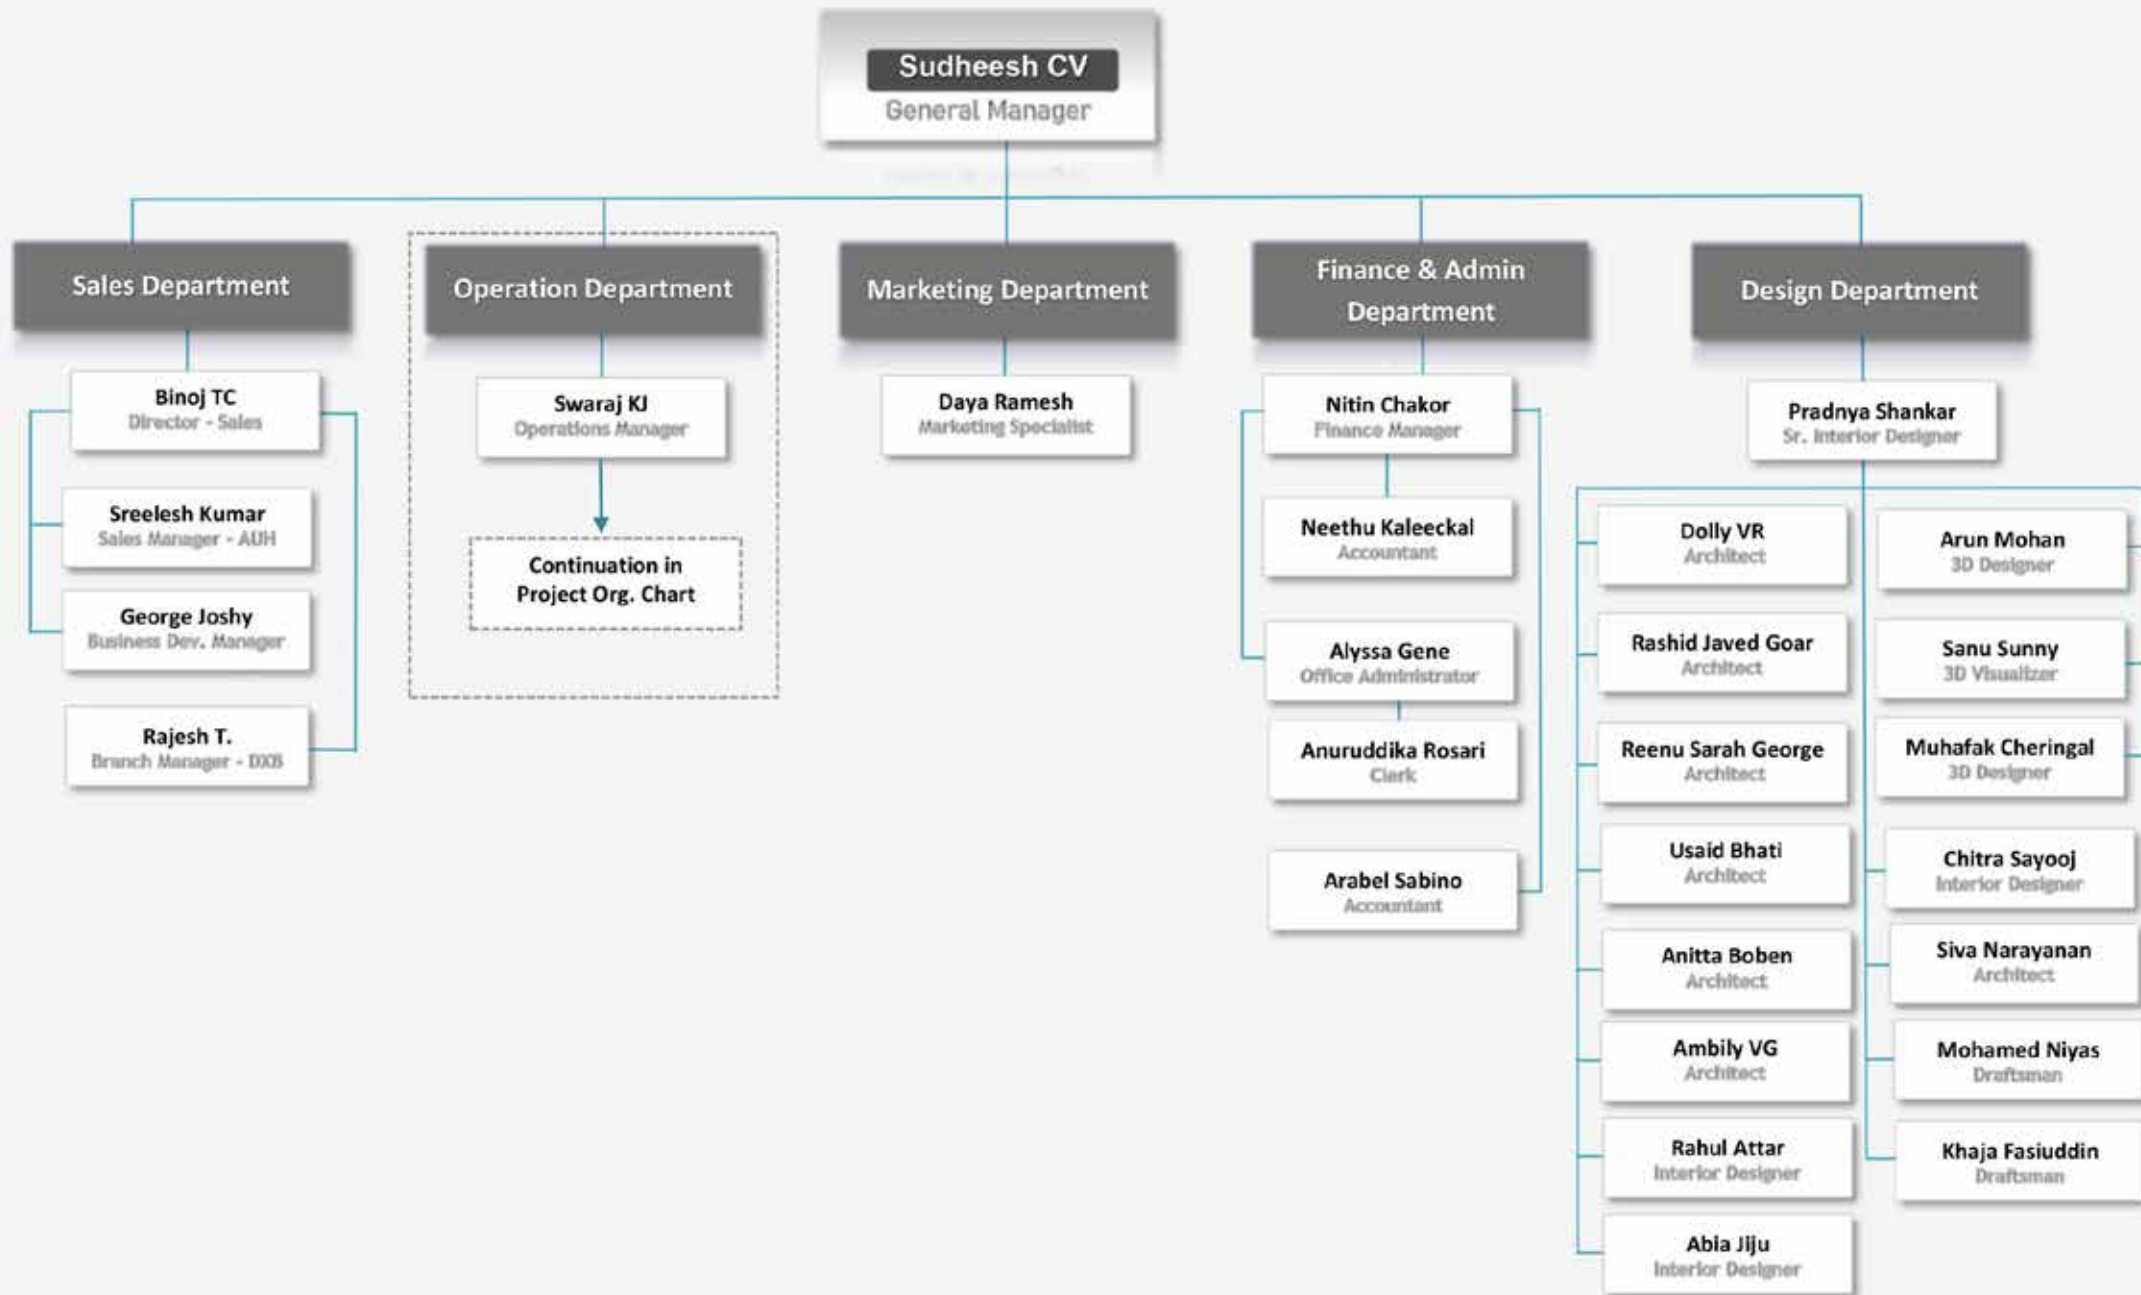 Sudheesh CV
General Manager
Sales Department
Binoj TC
Director - Sales
Sreelesh Kumar
Sales Manager - AUH
George Joshy
Business Dev. Manager
Rajesh T.
Branch Manager - DXB
Operation Department
Swaraj KJ
Operations Manager
Continuation in
Project Org. Chart
Marketing Department
Daya Ramesh
Marketing Specialist
Finance & Admin
Department
Nitin Chakor
Finance Manager
Neethu Kaleeckal
Accountant
Alyssa Gene
Office Administrator
Anuruddika Rosari
Clerk
Arabel Sabino
Accountant
Design Department
Pradnya Shankar
Sr. Interior Designer
Dolly VR
Architect
Rashid Javed Goar
Architect
Reenu Sarah George
Architect
Usaid Bhati
Architect
Anitta Boben
Architect
Ambily VG
Architect
Rahul Attar
Interior Designer
Abia Jiju
Interior Designer
Arun Mohan
3D Designer
Sanu Sunny
3D Visualizer
Muhafak Cheringal
3D Designer
Chitra Sayooj
Interior Designer
Siva Narayanan
Architect
Mohamed Niyas
Draftsman
Khaja Fasiuddin
Draftsman